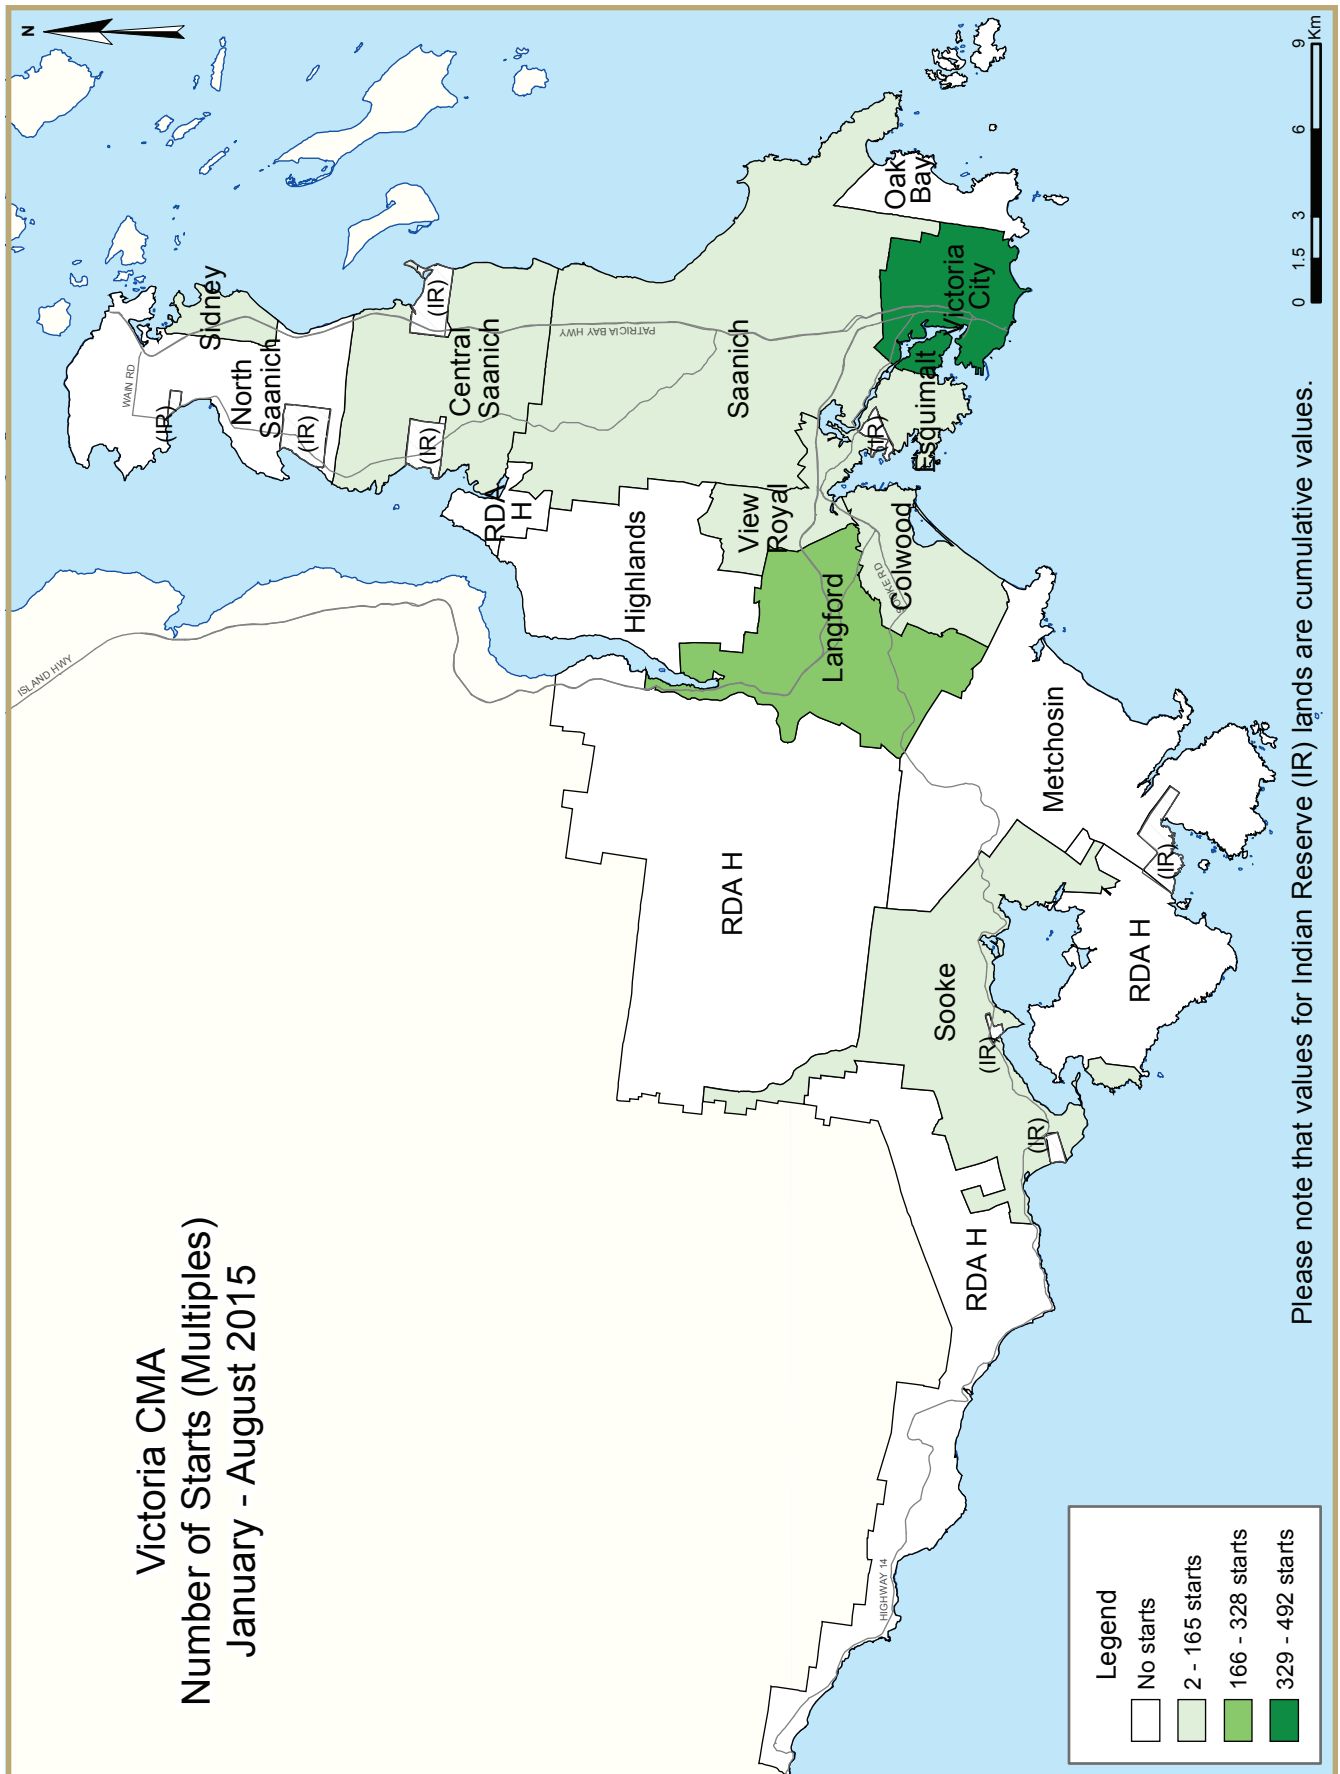 Victoria CMA
Number of Starts (Multiples)
January - August 2015
N
ISLAND HWY
WAIN RD
(IR)
North
Saanich
Sidney
(IR)
(IR)
Central
Saanich
(IR)
RDA
H
PATRICIA BAY HWY
Saanich
Highlands
View
Royal
Langford
Oak
Bay
Victoria
City
Esquimalt
(IR)
Colwood
Metchosin
(IR)
RDA H
Sooke
(IR)
(IR)
RDA H
RDA H
HIGHWAY 14
Legend
No starts
2 - 165 starts
166 - 328 starts
329 - 492 starts
0 1.5 3 6 9
Km
Please note that values for Indian Reserve (IR) lands are cumulative values.